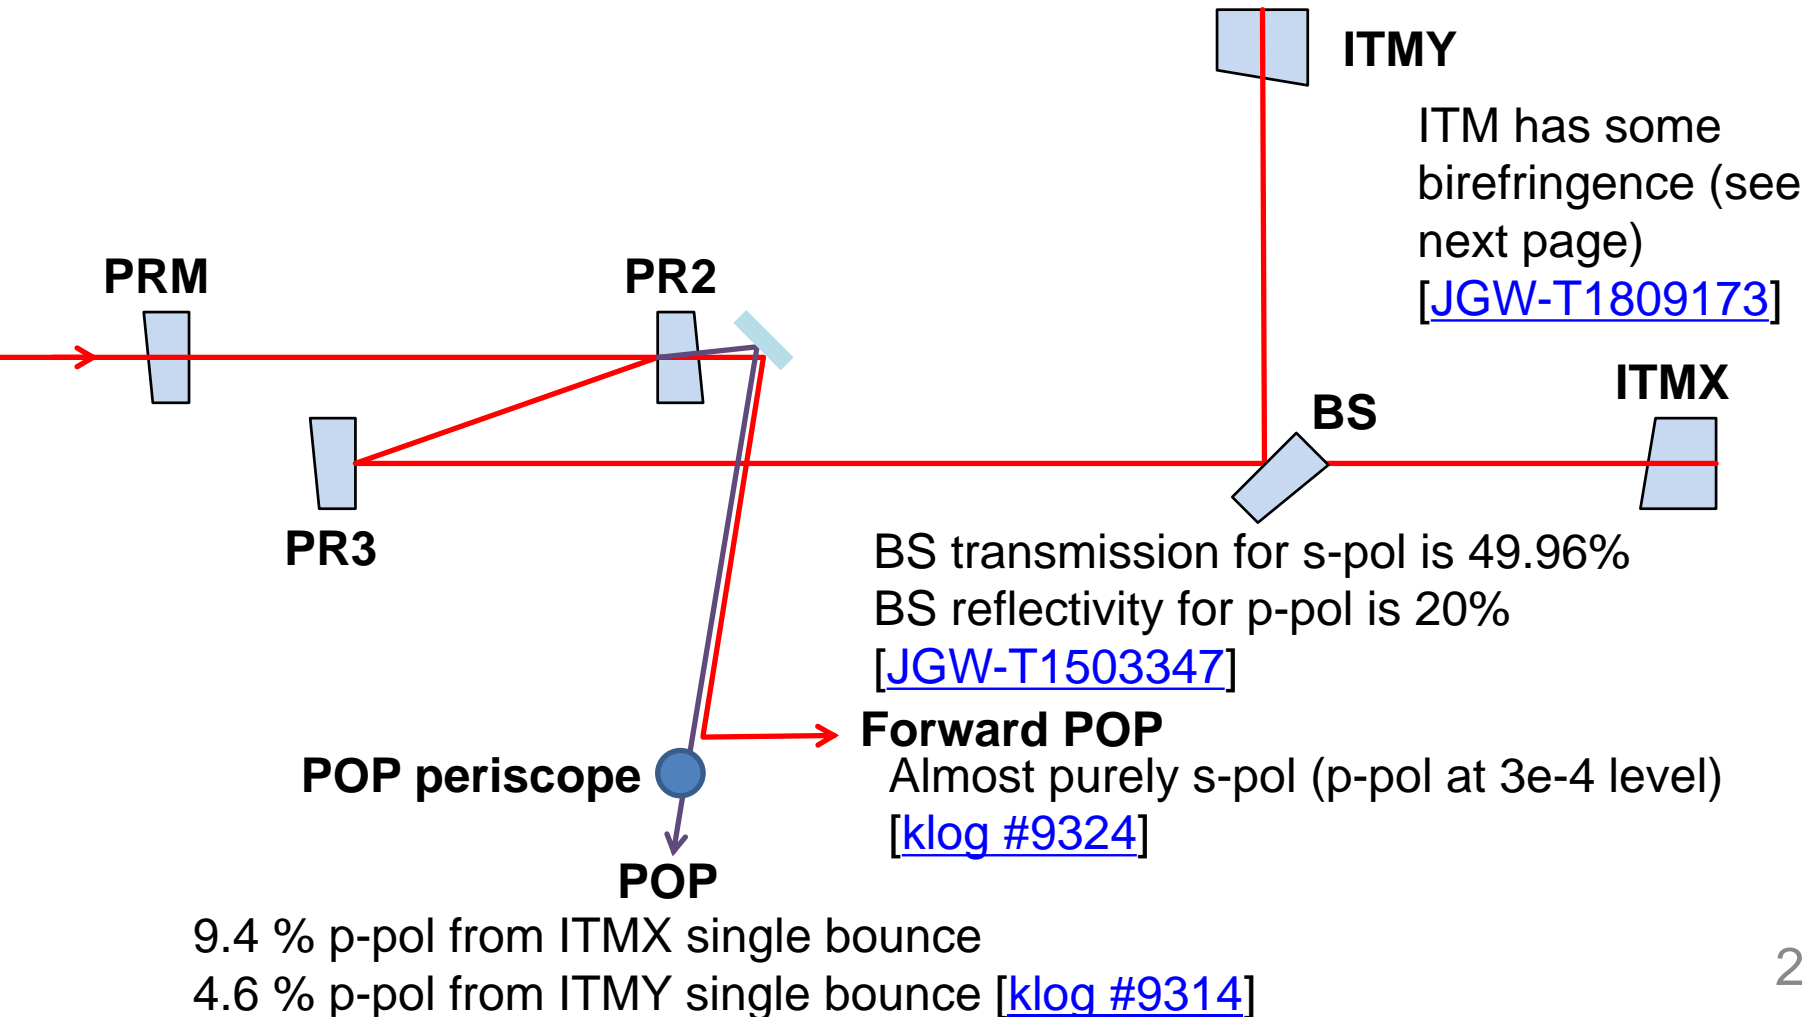 ITMY
ITM has some
birefringence (see
next page)
[JGW-T1809173]
PRM
PR2
ITMX
BS
PR3
BS transmission for s-pol is 49.96%
BS reflectivity for p-pol is 20%
[JGW-T1503347]
Forward POP
Almost purely s-pol (p-pol at 3e-4 level)
[klog #9324]
POP periscope
POP
9.4 % p-pol from ITMX single bounce
4.6 % p-pol from ITMY single bounce [klog #9314]
2